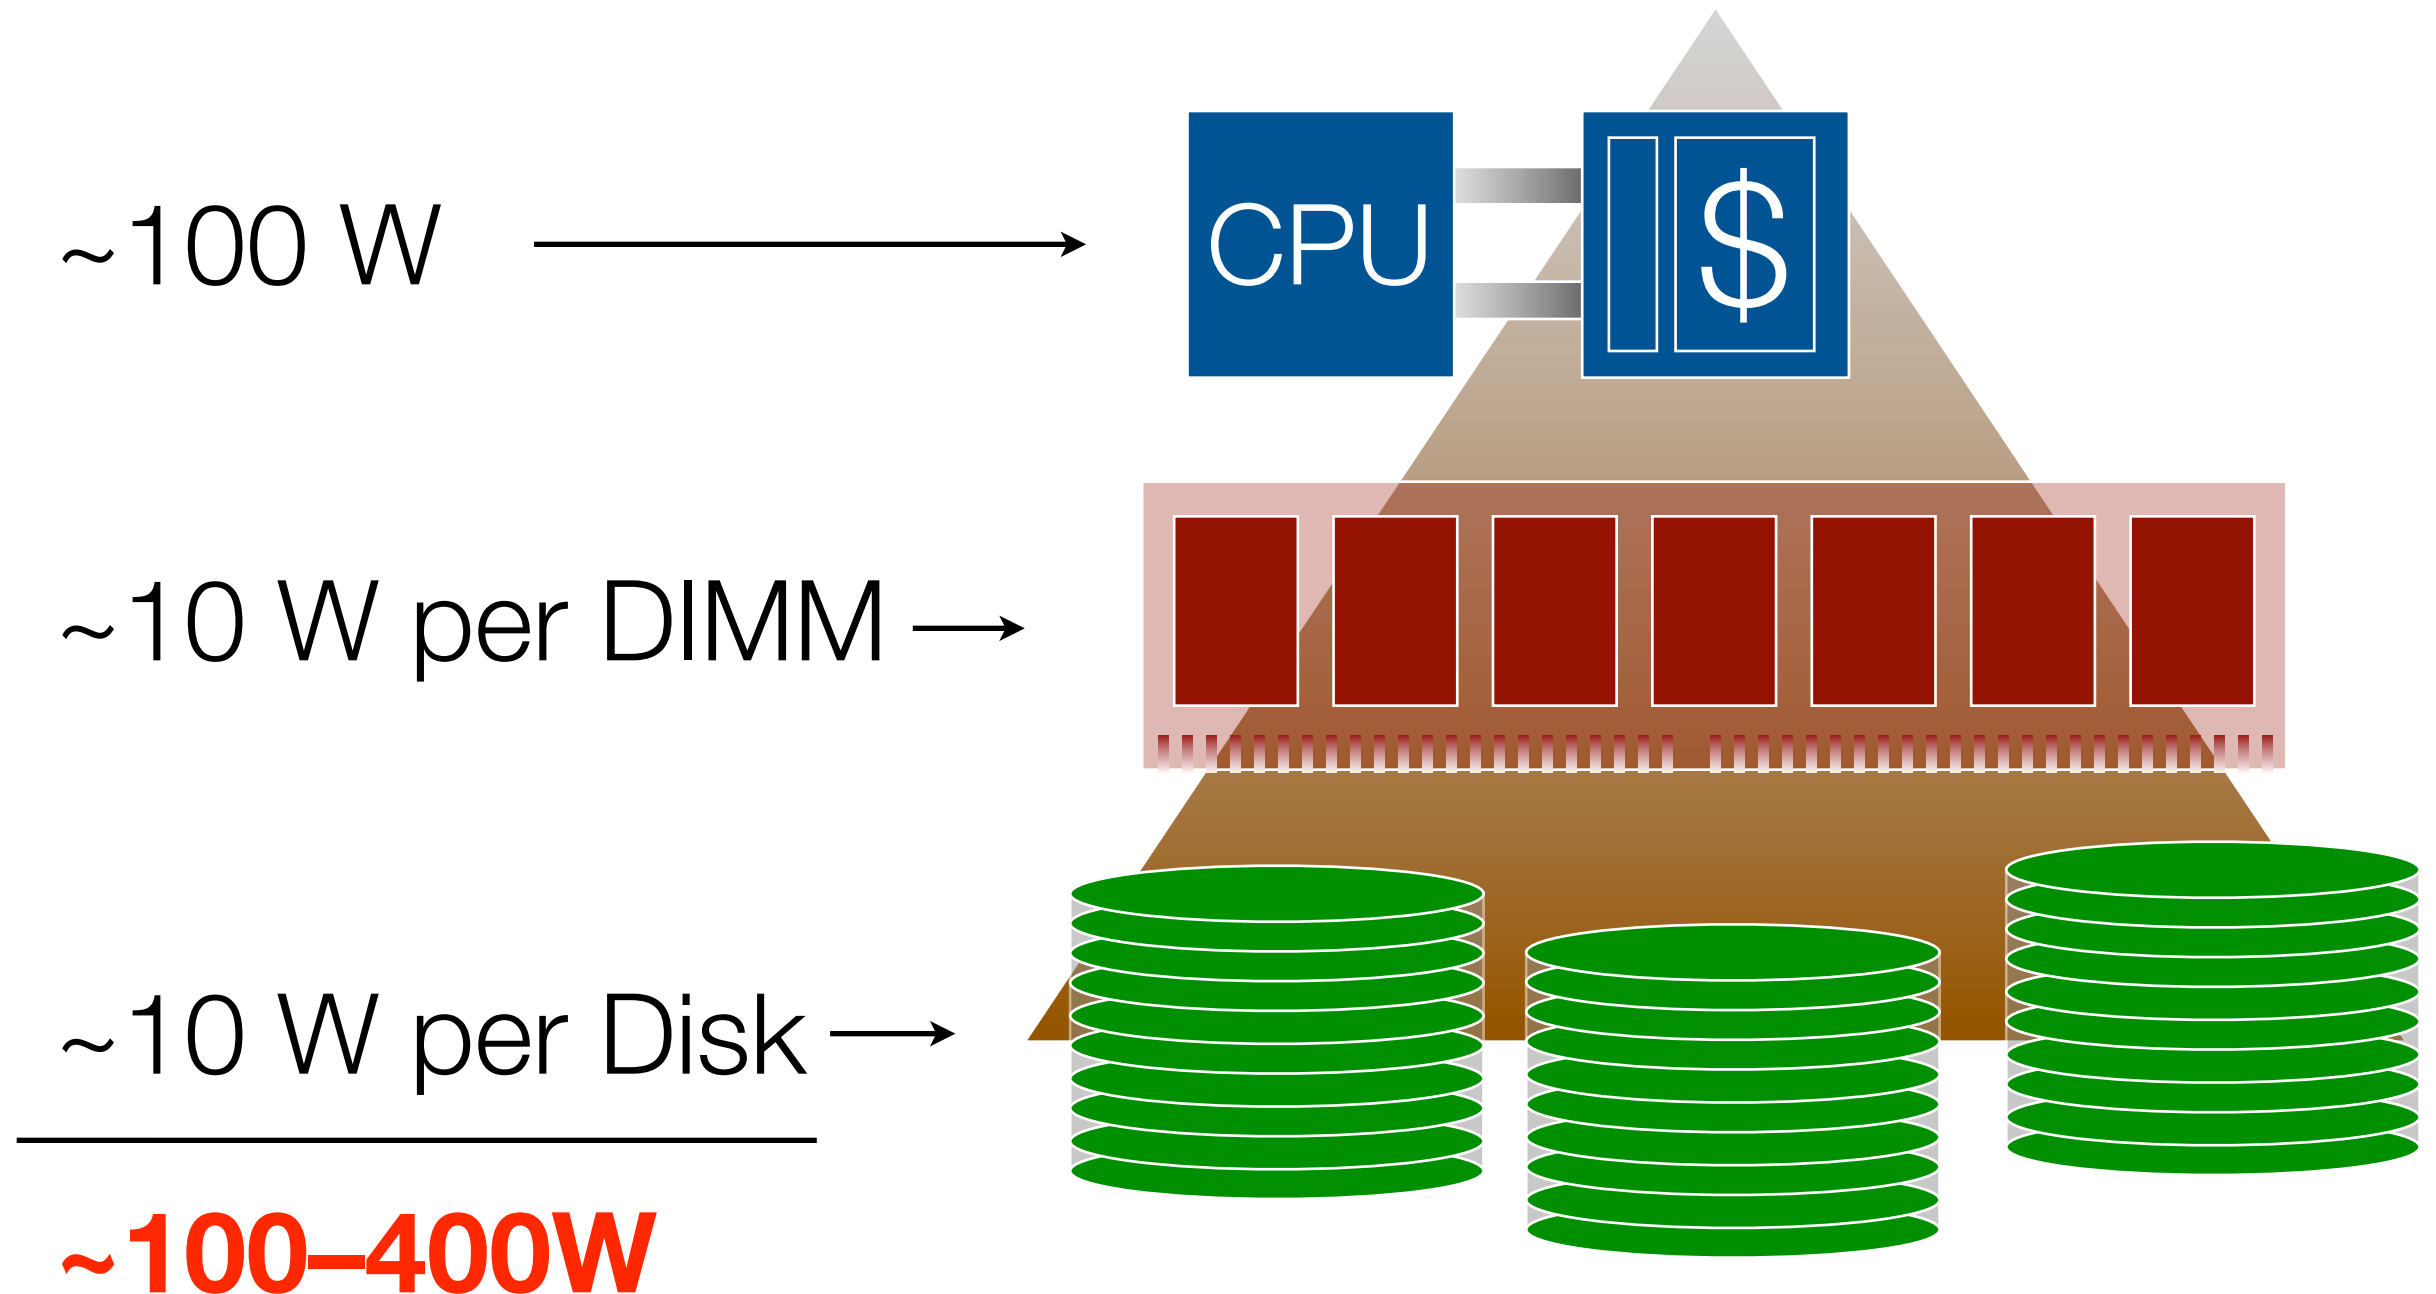 ~100 W
CPU
$
~10 W per DIMM
~10 W per Disk
~100–400W